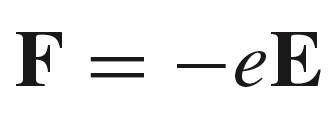 F = −eE